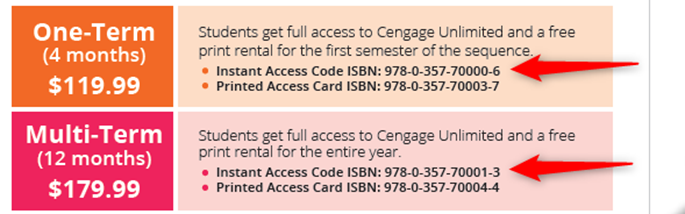 One-Term
(4 months)
$119.99
Students get full access to Cengage Unlimited and a free
print rental for the first semester of the sequence.
• Instant Access Code ISBN: 978-0-357-70000-6
• Printed Access Card ISBN: 978-0-357-70003-7
Multi-Term
(12 months)
$179.99
Students get full access to Cengage Unlimited and a free
print rental for the entire year.
• Instant Access Code ISBN: 978-0-357-70001-3
• Printed Access Card ISBN: 978-0-357-70004-4